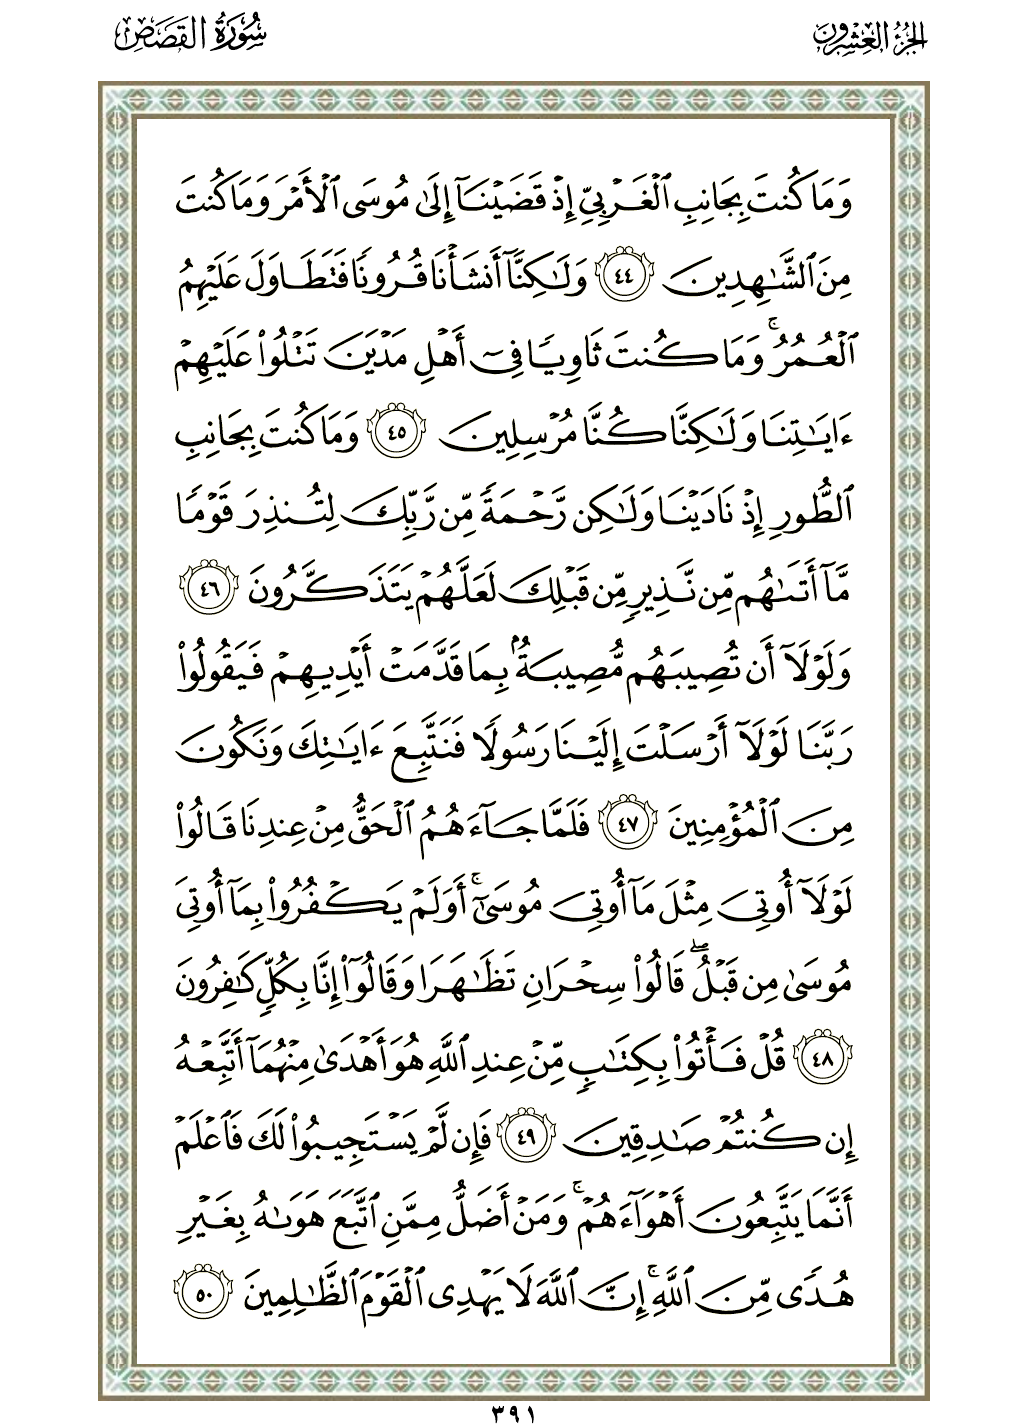 الجزء العشرون
سورة القصص
وَمَا كُنتَ بِجَانِبِ ٱلْغَرْبِيِّ إِذْ قَضَيْنَآ إِلَىٰ مُوسَى ٱلْأَمْرَ وَمَا كُنتَ
مِنَ ٱلشَّٰهِدِينَ ٤٤ وَلَٰكِنَّآ أَنشَأْنَا قُرُونًا فَتَطَاوَلَ عَلَيْهِمُ
ٱلْعُمُرُ ۚ وَمَا كُنتَ ثَاوِيًا فِىٓ أَهْلِ مَدْيَنَ تَتْلُوا۟ عَلَيْهِمْ
ءَايَٰتِنَا وَلَٰكِنَّا كُنَّا مُرْسِلِينَ ٤٥ وَمَا كُنتَ بِجَانِبِ
ٱلطُّورِ إِذْ نَادَيْنَا وَلَٰكِن رَّحْمَةً مِّن رَّبِّكَ لِتُنذِرَ قَوْمًا
مَّآ أَتَىٰهُم مِّن نَّذِيرٍ مِّن قَبْلِكَ لَعَلَّهُمْ يَتَذَكَّرُونَ ٤٦
وَلَوْلَآ أَن تُصِيبَهُم مُّصِيبَةٌۢ بِمَا قَدَّمَتْ أَيْدِيهِمْ فَيَقُولُوا۟
رَبَّنَا لَوْلَآ أَرْسَلْتَ إِلَيْنَا رَسُولًا فَنَتَّبِعَ ءَايَٰتِكَ وَنَكُونَ
مِنَ ٱلْمُؤْمِنِينَ ٤٧ فَلَمَّا جَآءَهُمُ ٱلْحَقُّ مِنْ عِندِنَا قَالُوا۟
لَوْلَآ أُوتِىَ مِثْلَ مَآ أُوتِىَ مُوسَىٰٓ ۚ أَوَلَمْ يَكْفُرُوا۟ بِمَآ أُوتِىَ
مُوسَىٰ مِن قَبْلُ ۖ قَالُوا۟ سِحْرَانِ تَظَٰهَرَا وَقَالُوٓا۟ إِنَّا بِكُلٍّ كَٰفِرُونَ
٤٨ قُلْ فَأْتُوا۟ بِكِتَٰبٍ مِّنْ عِندِ ٱللَّهِ هُوَ أَهْدَىٰ مِنْهُمَآ أَتَّبِعْهُ
إِن كُنتُمْ صَٰدِقِينَ ٤٩ فَإِن لَّمْ يَسْتَجِيبُوا۟ لَكَ فَٱعْلَمْ
أَنَّمَا يَتَّبِعُونَ أَهْوَآءَهُمْ ۚ وَمَنْ أَضَلُّ مِمَّنِ ٱتَّبَعَ هَوَىٰهُ بِغَيْرِ
هُدًى مِّنَ ٱللَّهِ ۚ إِنَّ ٱللَّهَ لَا يَهْدِى ٱلْقَوْمَ ٱلظَّٰلِمِينَ ٥٠
٣٩١